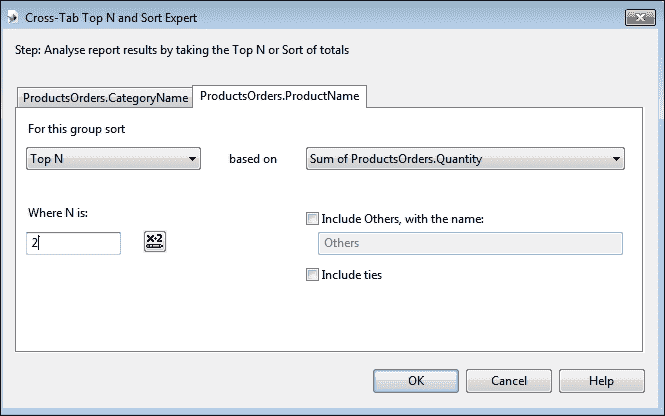 Cross-Tab Top N and Sort Expert
Step: Analyse report results by taking the Top N or Sort of totals
ProductsOrders.CategoryName
ProductsOrders.ProductName
For this group sort
Top N
based on
Sum of ProductsOrders.Quantity
Where N is:
2
x·2
Include Others, with the name:
Others
Include ties
OK
Cancel
Help